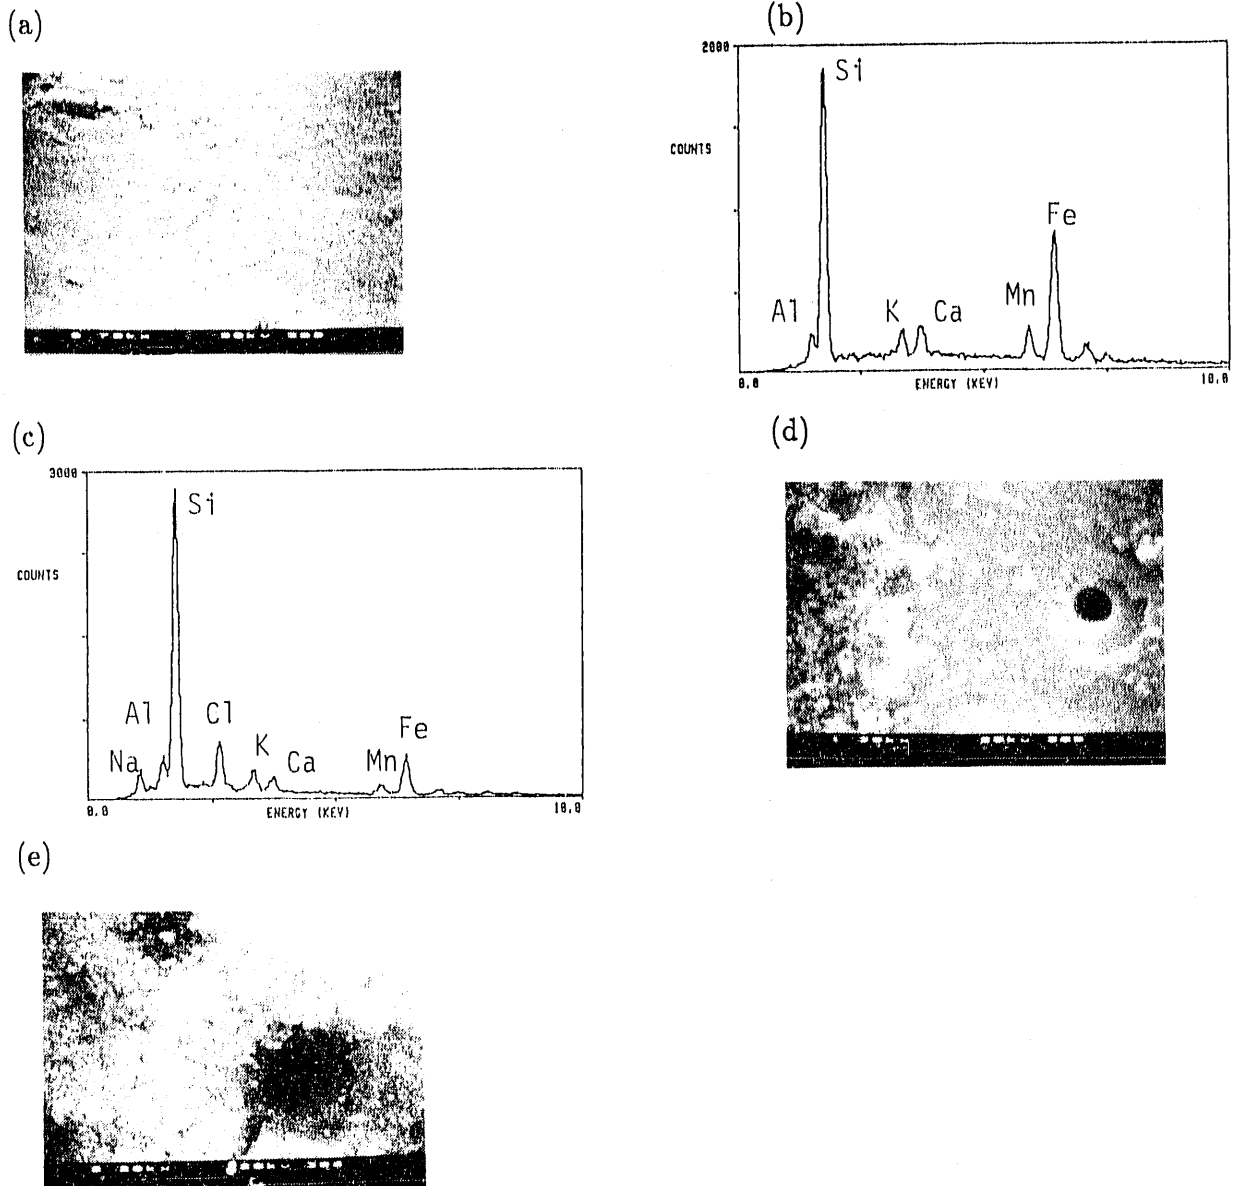 (a)
(b)
2000
Si
COUNTS
Fe
Al
K
Ca
Mn
0.0
ENERGY (KEV)
10.0
(c)
(d)
3000
Si
COUNTS
Al
Cl
K
Fe
Na
Ca
Mn
0.0
ENERGY (KEV)
10.0
(e)